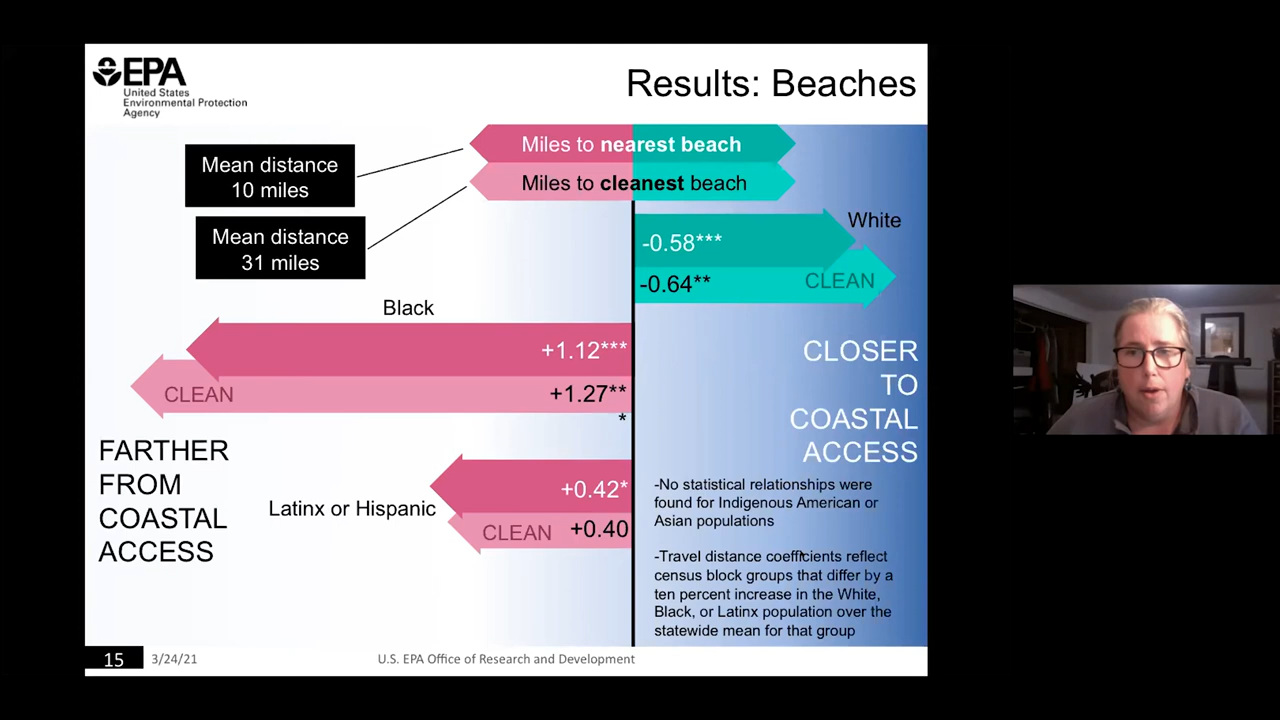 EPA
United States
Environmental Protection
Agency
Results: Beaches
Mean distance
10 miles
Miles to nearest beach
Miles to cleanest beach
Mean distance
31 miles
White
-0.58***
-0.64**
CLEAN
Black
+1.12***
CLEAN
+1.27**
*
CLOSER
TO
COASTAL
ACCESS
FARTHER
FROM
COASTAL
ACCESS
+0.42*
Latinx or Hispanic
CLEAN
+0.40
-No statistical relationships were
found for Indigenous American or
Asian populations
-Travel distance coefficients reflect
census block groups that differ by a
ten percent increase in the White,
Black, or Latinx population over the
statewide mean for that group
15
3/24/21
U.S. EPA Office of Research and Development